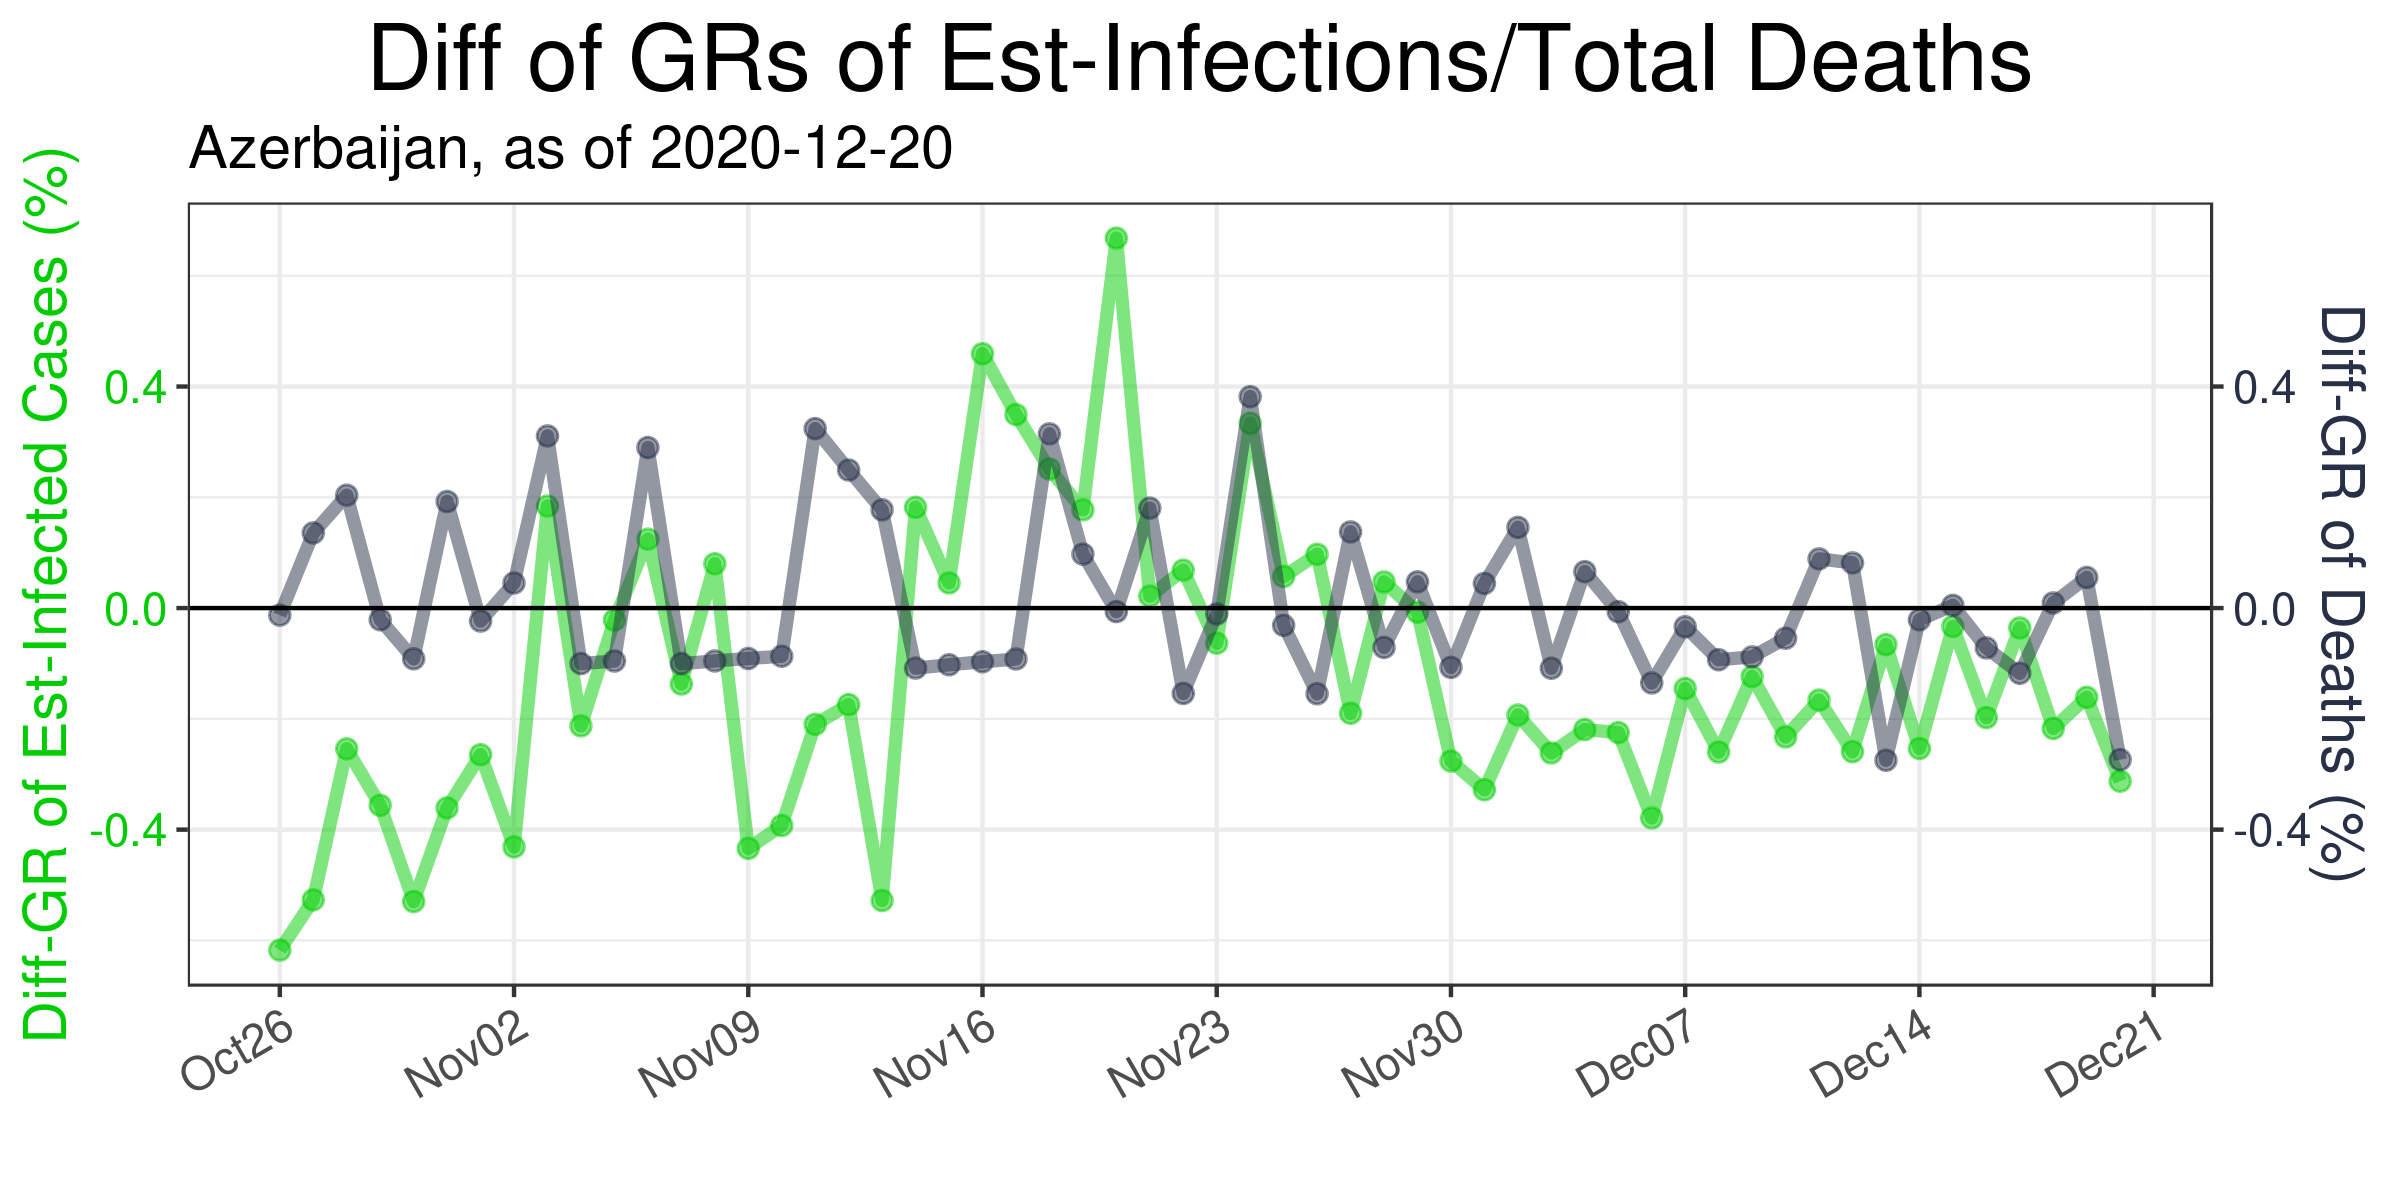 Diff of GRs of Est-Infections/Total Deaths
Azerbaijan, as of 2020-12-20
Diff-GR of Est-Infected Cases (%)
0.4
0.0
-0.4
0.4
0.0
-0.4
Diff-GR of Deaths (%)
Oct26
Nov02
Nov09
Nov16
Nov23
Nov30
Dec07
Dec14
Dec21